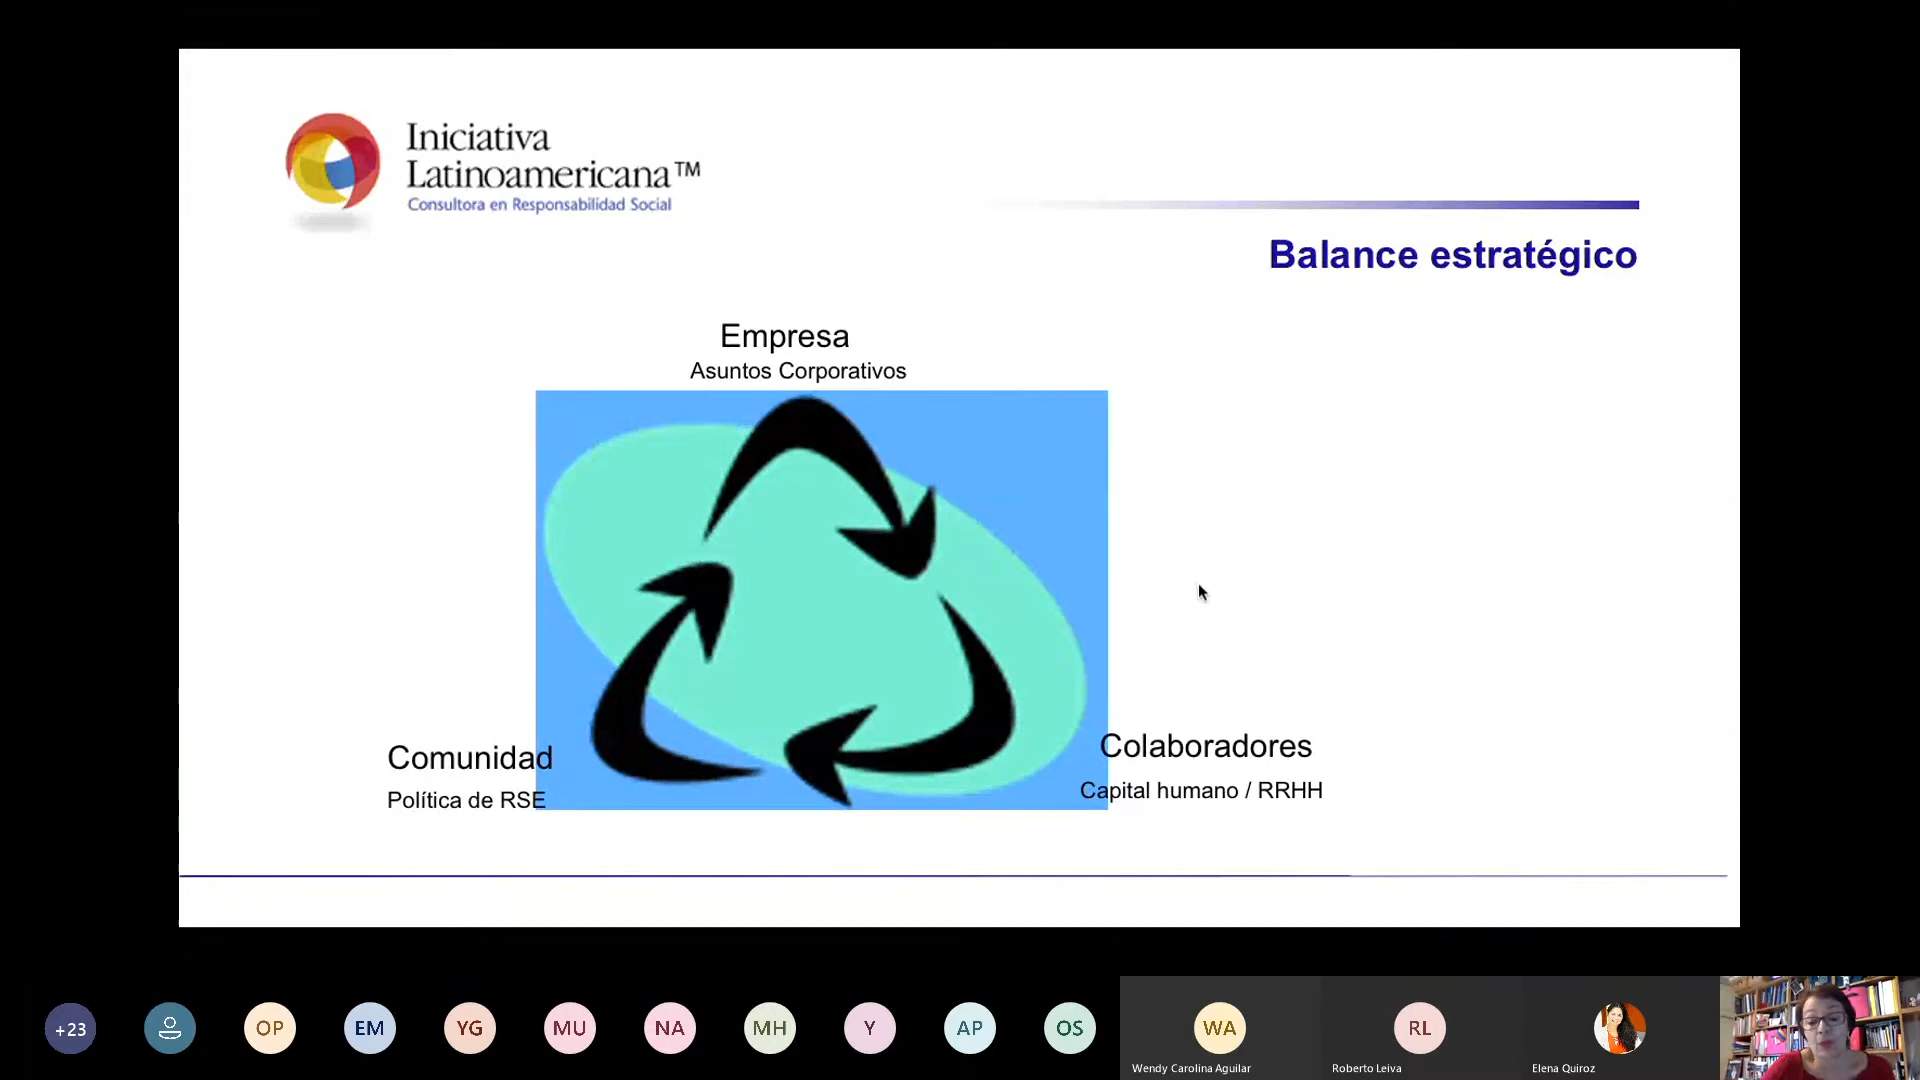 Iniciativa
Latinoamericana™
Consultora en Responsabilidad Social
Balance estratégico
Empresa
Asuntos Corporativos
Comunidad
Política de RSE
Colaboradores
Capital humano / RRHH
+23
OP
EM
YG
MU
NA
MH
Y
AP
OS
WA
RL
Wendy Carolina Aguilar
Roberto Leiva
Elena Quiroz